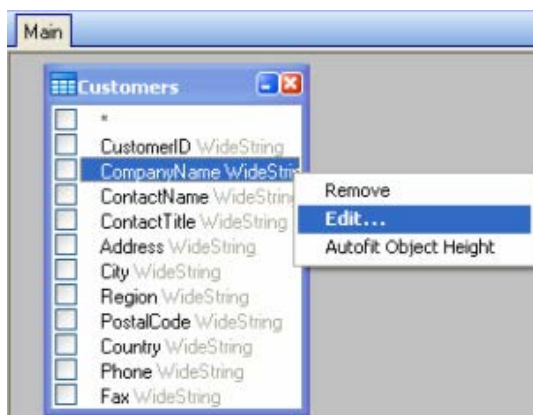 Main
Customers
*
CustomerID WideString
CompanyName WideStrin
ContactName WideString
ContactTitle WideString
Address WideString
City WideString
Region WideString
PostalCode WideString
Country WideString
Phone WideString
Fax WideString
Remove
Edit...
Autofit Object Height